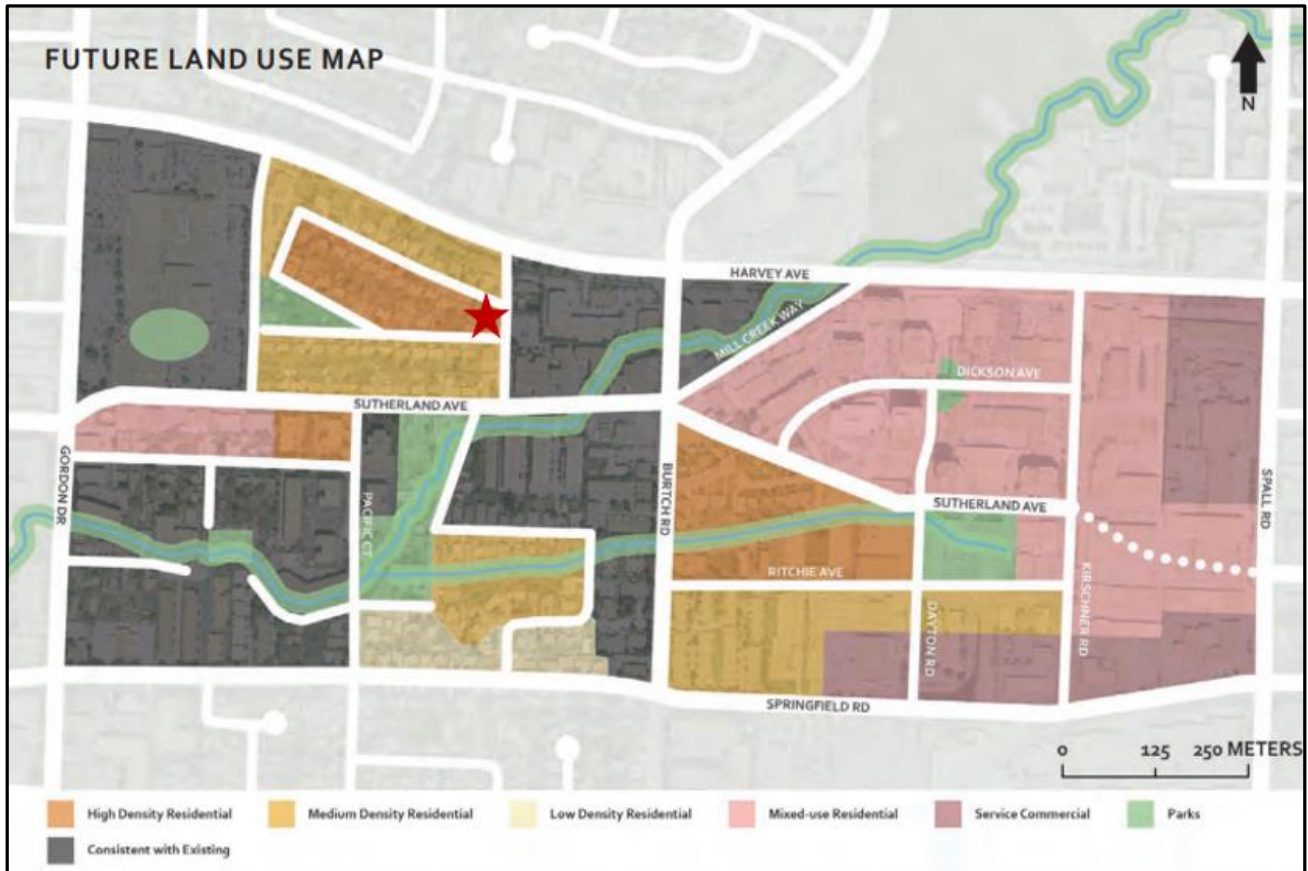 FUTURE LAND USE MAP
N
HARVEY AVE
MILL CREEK WAY
DICKSON AVE
SUTHERLAND AVE
GORDON DR
PACIFIC CT
BURTCH RD
SUTHERLAND AVE
SPALL RD
RITCHIE AVE
DAYTON RD
KIRSCHNER RD
SPRINGFIELD RD
0 125 250 METERS
High Density Residential Medium Density Residential Low Density Residential Mixed-use Residential Service Commercial Parks
Consistent with Existing